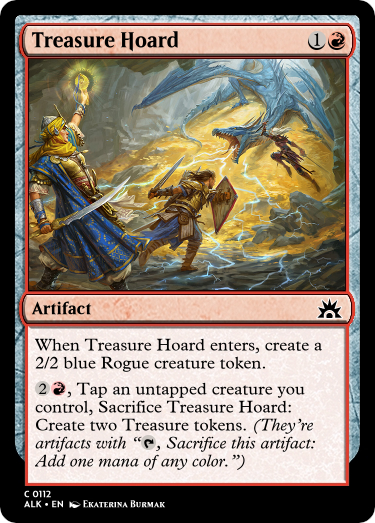 Treasure Hoard 1
Artifact
When Treasure Hoard enters, create a
2/2 blue Rogue creature token.
2, Tap an untapped creature you
control, Sacrifice Treasure Hoard:
Create two Treasure tokens. (They're
artifacts with “, Sacrifice this artifact:
Add one mana of any color.”)
C 0112
ALK • EN Ekaterina Burmak